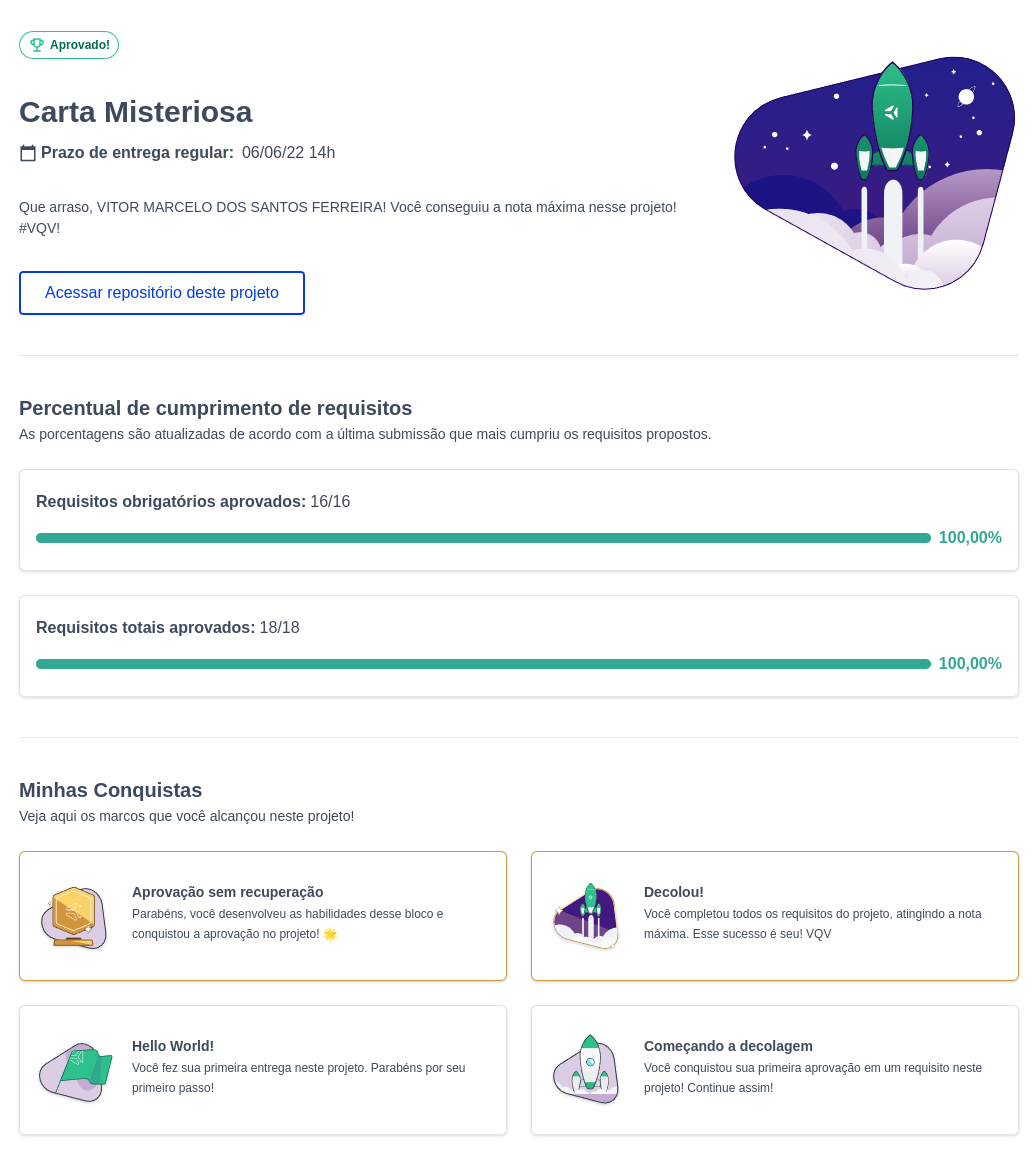 Aprovado!
Carta Misteriosa
Prazo de entrega regular: 06/06/22 14h
Que arraso, VITOR MARCELO DOS SANTOS FERREIRA! Você conseguiu a nota máxima nesse projeto!
#VQV!
Acessar repositório deste projeto
Percentual de cumprimento de requisitos
As porcentagens são atualizadas de acordo com a última submissão que mais cumpriu os requisitos propostos.
Requisitos obrigatórios aprovados: 16/16
100,00%
Requisitos totais aprovados: 18/18
100,00%
Minhas Conquistas
Veja aqui os marcos que você alcançou neste projeto!
Aprovação sem recuperação
Parabéns, você desenvolveu as habilidades desse bloco e
conquistou a aprovação no projeto! 🌟
Decolou!
Você completou todos os requisitos do projeto, atingindo a nota
máxima. Esse sucesso é seu! VQV
Hello World!
Você fez sua primeira entrega neste projeto. Parabéns por seu
primeiro passo!
Começando a decolagem
Você conquistou sua primeira aprovação em um requisito neste
projeto! Continue assim!